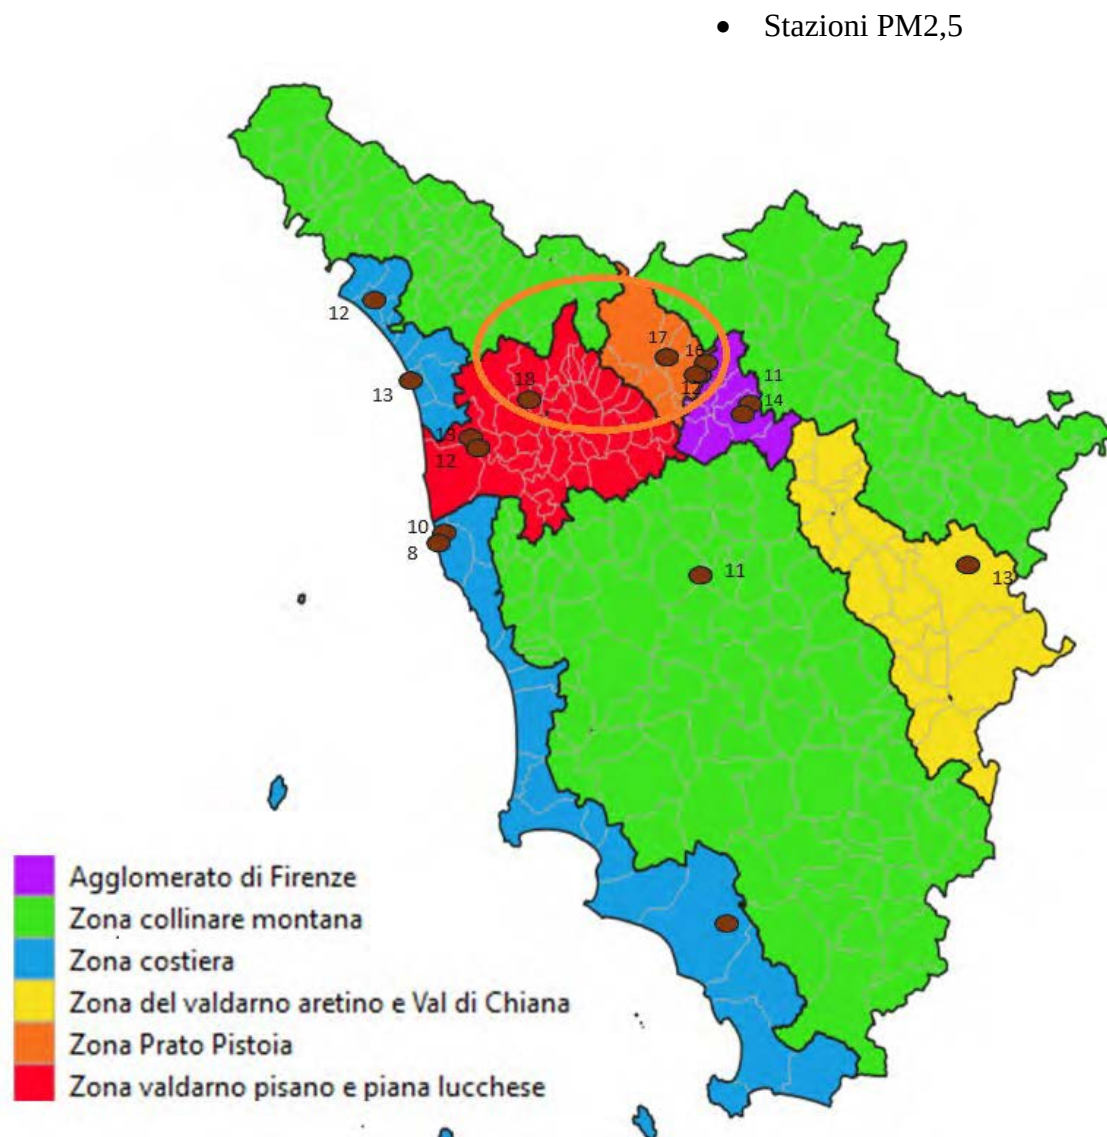 • Stazioni PM2,5
12
17
16
12
11
14
13
18
13
12
10
8
11
13
Agglomerato di Firenze
Zona collinare montana
Zona costiera
Zona del valdarno aretino e Val di Chiana
Zona Prato Pistoia
Zona valdarno pisano e piana lucchese